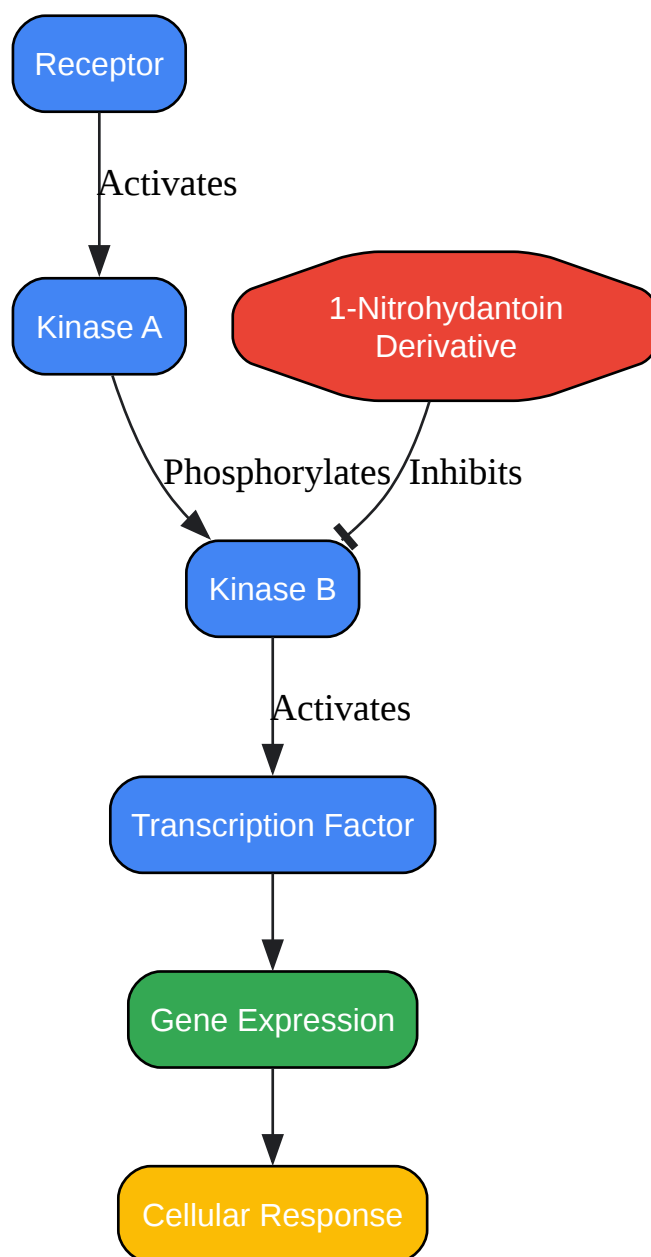 Receptor
Activates
Kinase A
1-Nitrohydantoin
Derivative
Phosphorylates
Inhibits
Kinase B
Activates
Transcription Factor
Gene Expression
Cellular Response